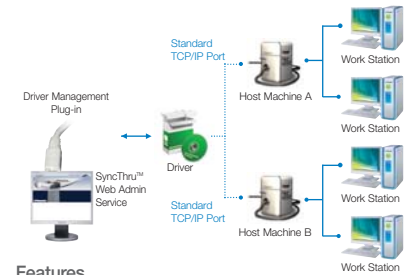 Standard
TCP/IP Port
Work Station
Host Machine A
Driver Management
Plug-in
Work Station
Driver
SyncThru™
Web Admin
Service
Standard
TCP/IP Port
Work Station
Host Machine B
Work Station
Features